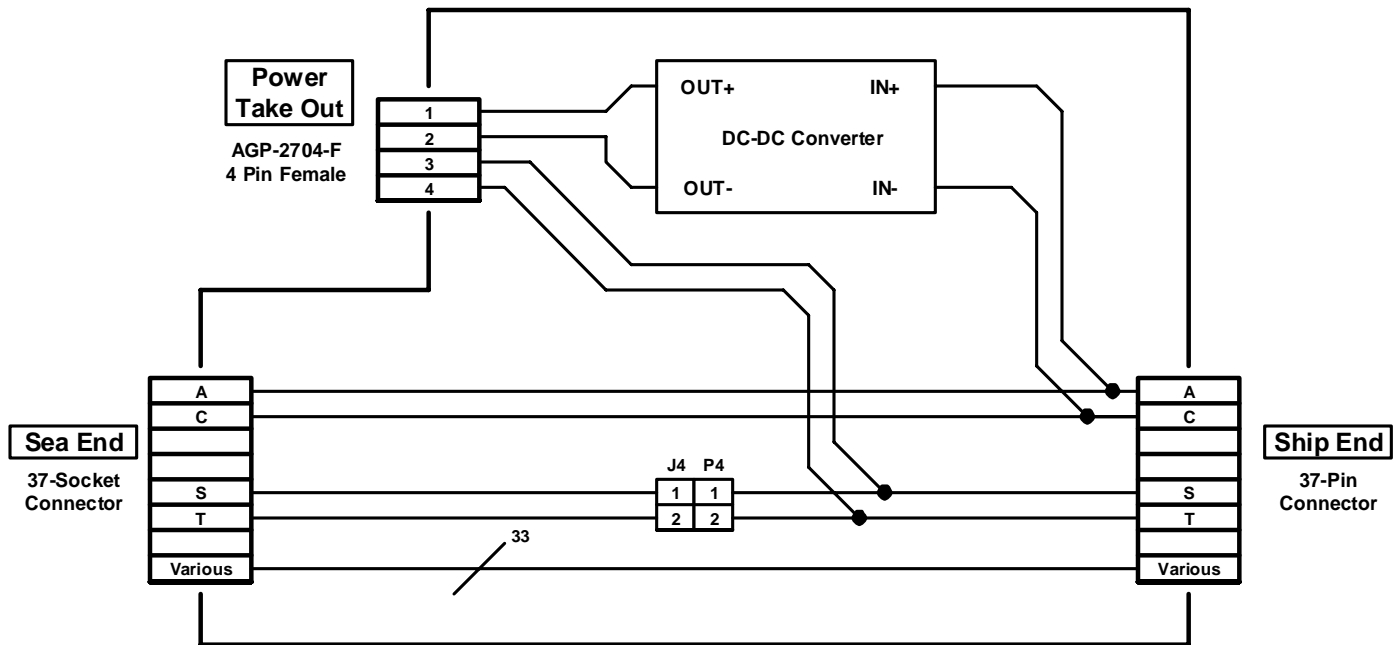 Power
Take Out
AGP-2704-F
4 Pin Female
1
2
3
4
OUT+ IN+
DC-DC Converter
OUT- IN-
Sea End
37-Socket
Connector
A
C
S
T
Various
J4 P4
1 1
2 2
33
A
C
S
T
Various
Ship End
37-Pin
Connector